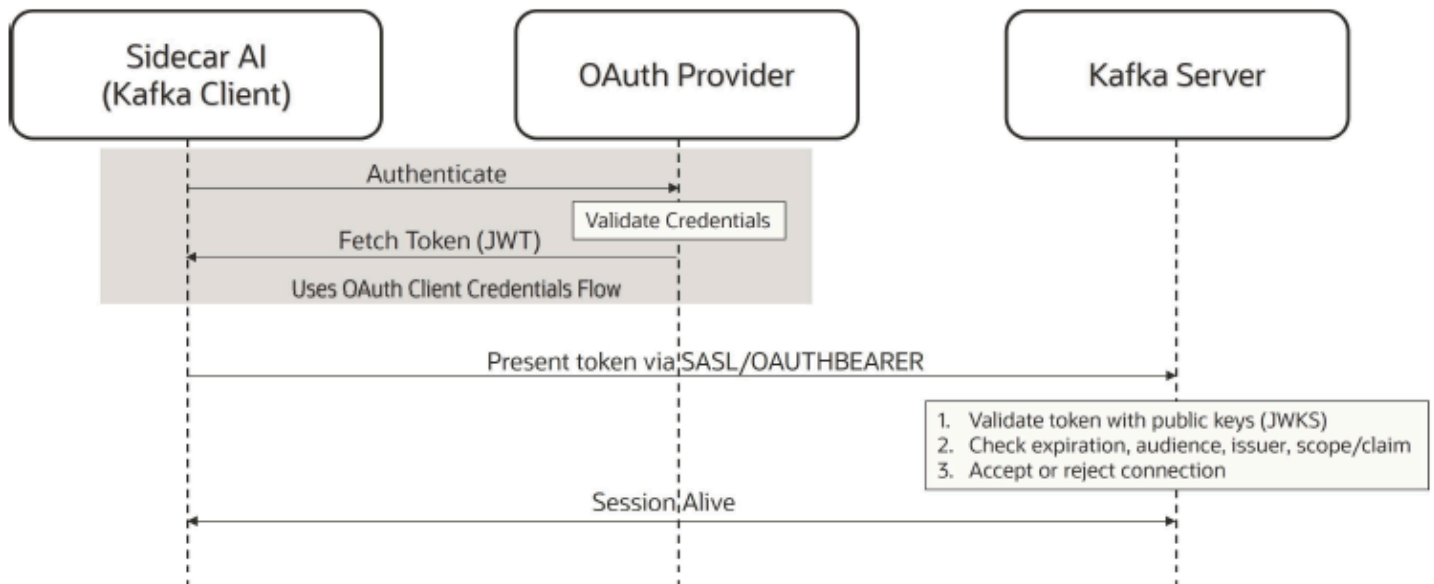 Sidecar AI
(Kafka Client)
OAuth Provider
Kafka Server
Authenticate
Validate Credentials
Fetch Token (JWT)
Uses OAuth Client Credentials Flow
Present token via SASL/OAUTHBEARER
1. Validate token with public keys (JWKS)
2. Check expiration, audience, issuer, scope/claim
3. Accept or reject connection
Session Alive